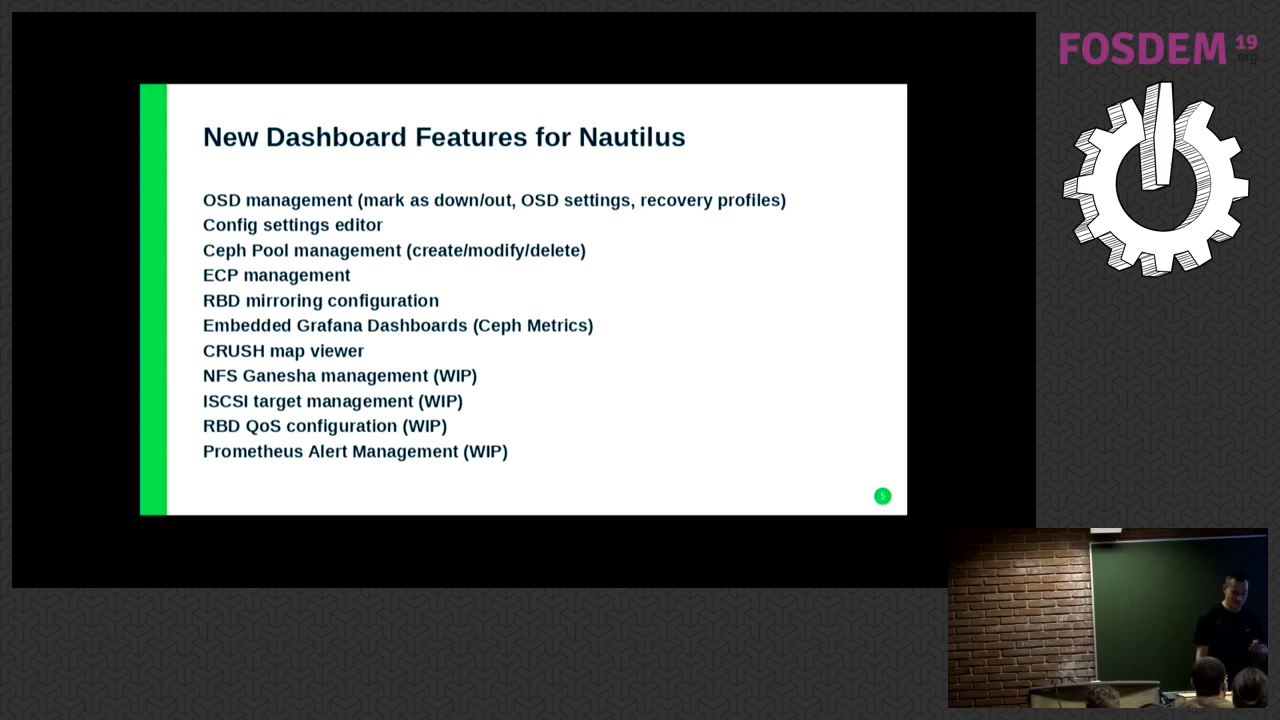 New Dashboard Features for Nautilus
OSD management (mark as down/out, OSD settings, recovery profiles)
Config settings editor
Ceph Pool management (create/modify/delete)
ECP management
RBD mirroring configuration
Embedded Grafana Dashboards (Ceph Metrics)
CRUSH map viewer
NFS Ganesha management (WIP)
ISCSI target management (WIP)
RBD QoS configuration (WIP)
Prometheus Alert Management (WIP)
5
FOSDEM 19
.org